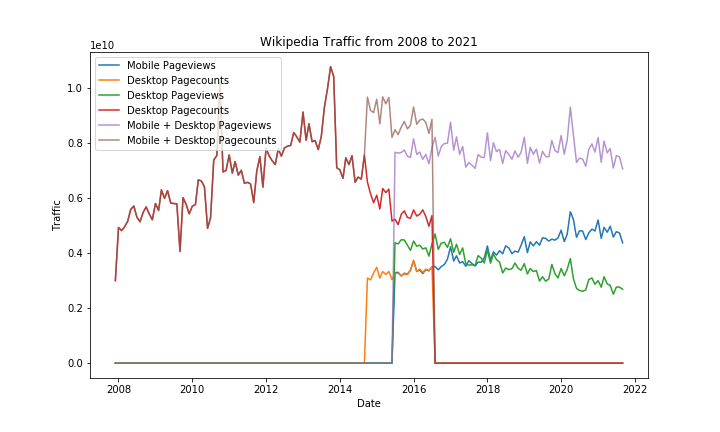 Wikipedia Traffic from 2008 to 2021
1e10
Mobile Pageviews
Desktop Pagecounts
Desktop Pageviews
Desktop Pagecounts
Mobile + Desktop Pageviews
Mobile + Desktop Pagecounts
1.0
0.8
0.6
0.4
0.2
0.0
Traffic
2008 2010 2012 2014 2016 2018 2020 2022
Date